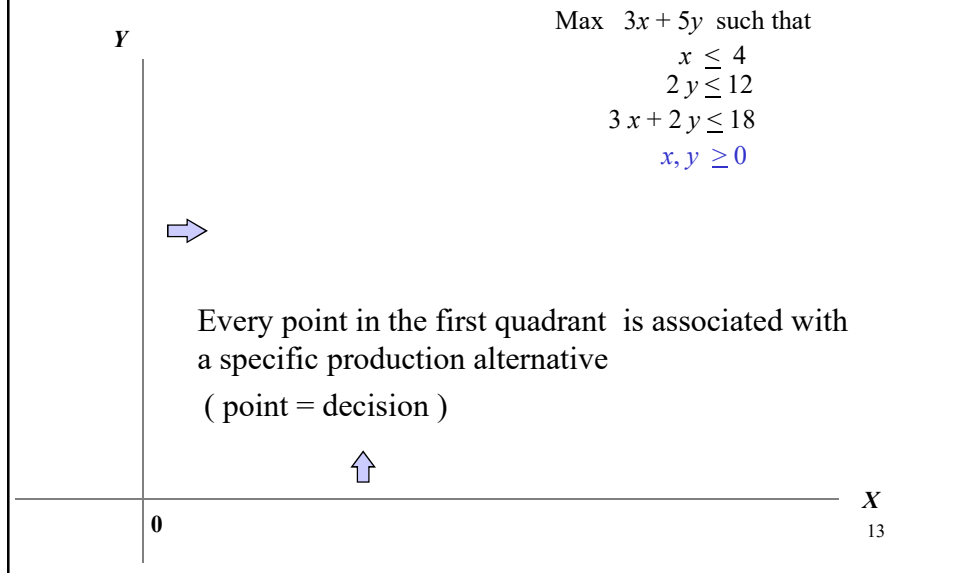 Max 3x + 5y such that
x ≤ 4
2 y ≤ 12
3 x + 2 y ≤ 18
x, y ≥ 0
Y
Every point in the first quadrant is associated with
a specific production alternative
( point = decision )
X
0
13